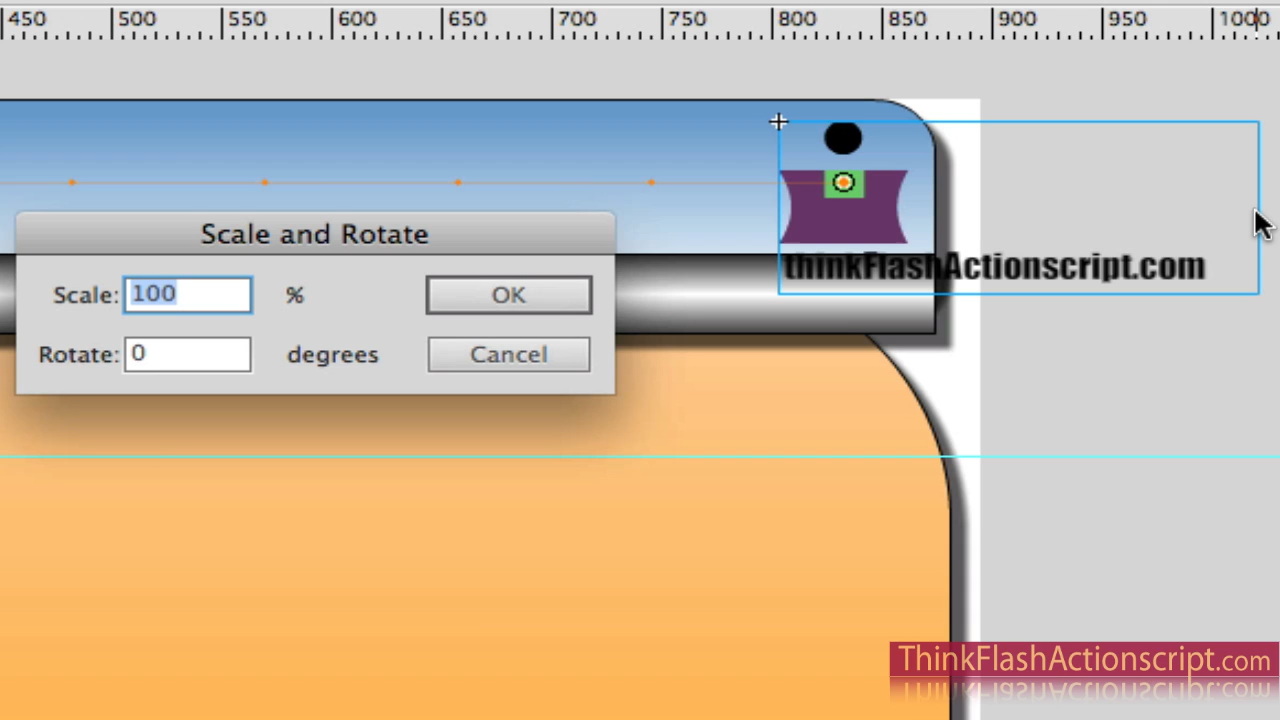 450 500 550 600 650 700 750 800 850 900 950 1000
Scale and Rotate
Scale: 100 % OK
Rotate: 0 degrees Cancel
thinkFlashActionscript.com
ThinkFlashActionscript.com